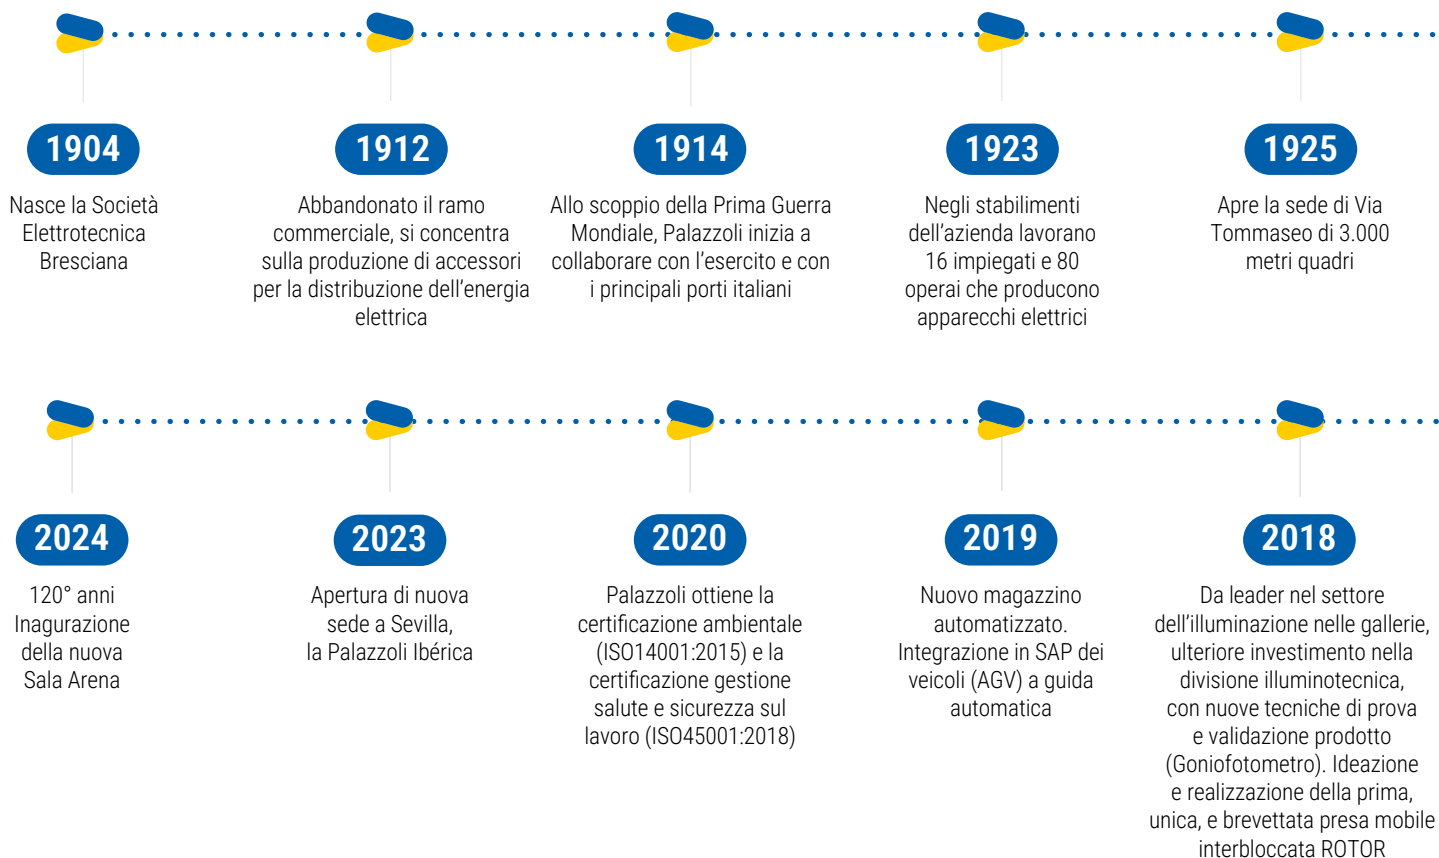 1904
Nasce la Società
Elettrotecnica
Bresciana
1912
Abbandonato il ramo
commerciale, si concentra
sulla produzione di accessori
per la distribuzione dell’energia
elettrica
1914
Allo scoppio della Prima Guerra
Mondiale, Palazzoli inizia a
collaborare con l’esercito e con
i principali porti italiani
1923
Negli stabilimenti
dell’azienda lavorano
16 impiegati e 80
operai che producono
apparecchi elettrici
1925
Apre la sede di Via
Tommaseo di 3.000
metri quadri
2024
120° anni
Inagurazione
della nuova
Sala Arena
2023
Apertura di nuova
sede a Sevilla,
la Palazzoli Ibérica
2020
Palazzoli ottiene la
certificazione ambientale
(ISO14001:2015) e la
certificazione gestione
salute e sicurezza sul
lavoro (ISO45001:2018)
2019
Nuovo magazzino
automatizzato.
Integrazione in SAP dei
veicoli (AGV) a guida
automatica
2018
Da leader nel settore
dell’illuminazione nelle gallerie,
ulteriore investimento nella
divisione illuminotecnica,
con nuove tecniche di prova
e validazione prodotto
(Goniofotometro). Ideazione
e realizzazione della prima,
unica, e brevettata presa mobile
interbloccata ROTOR